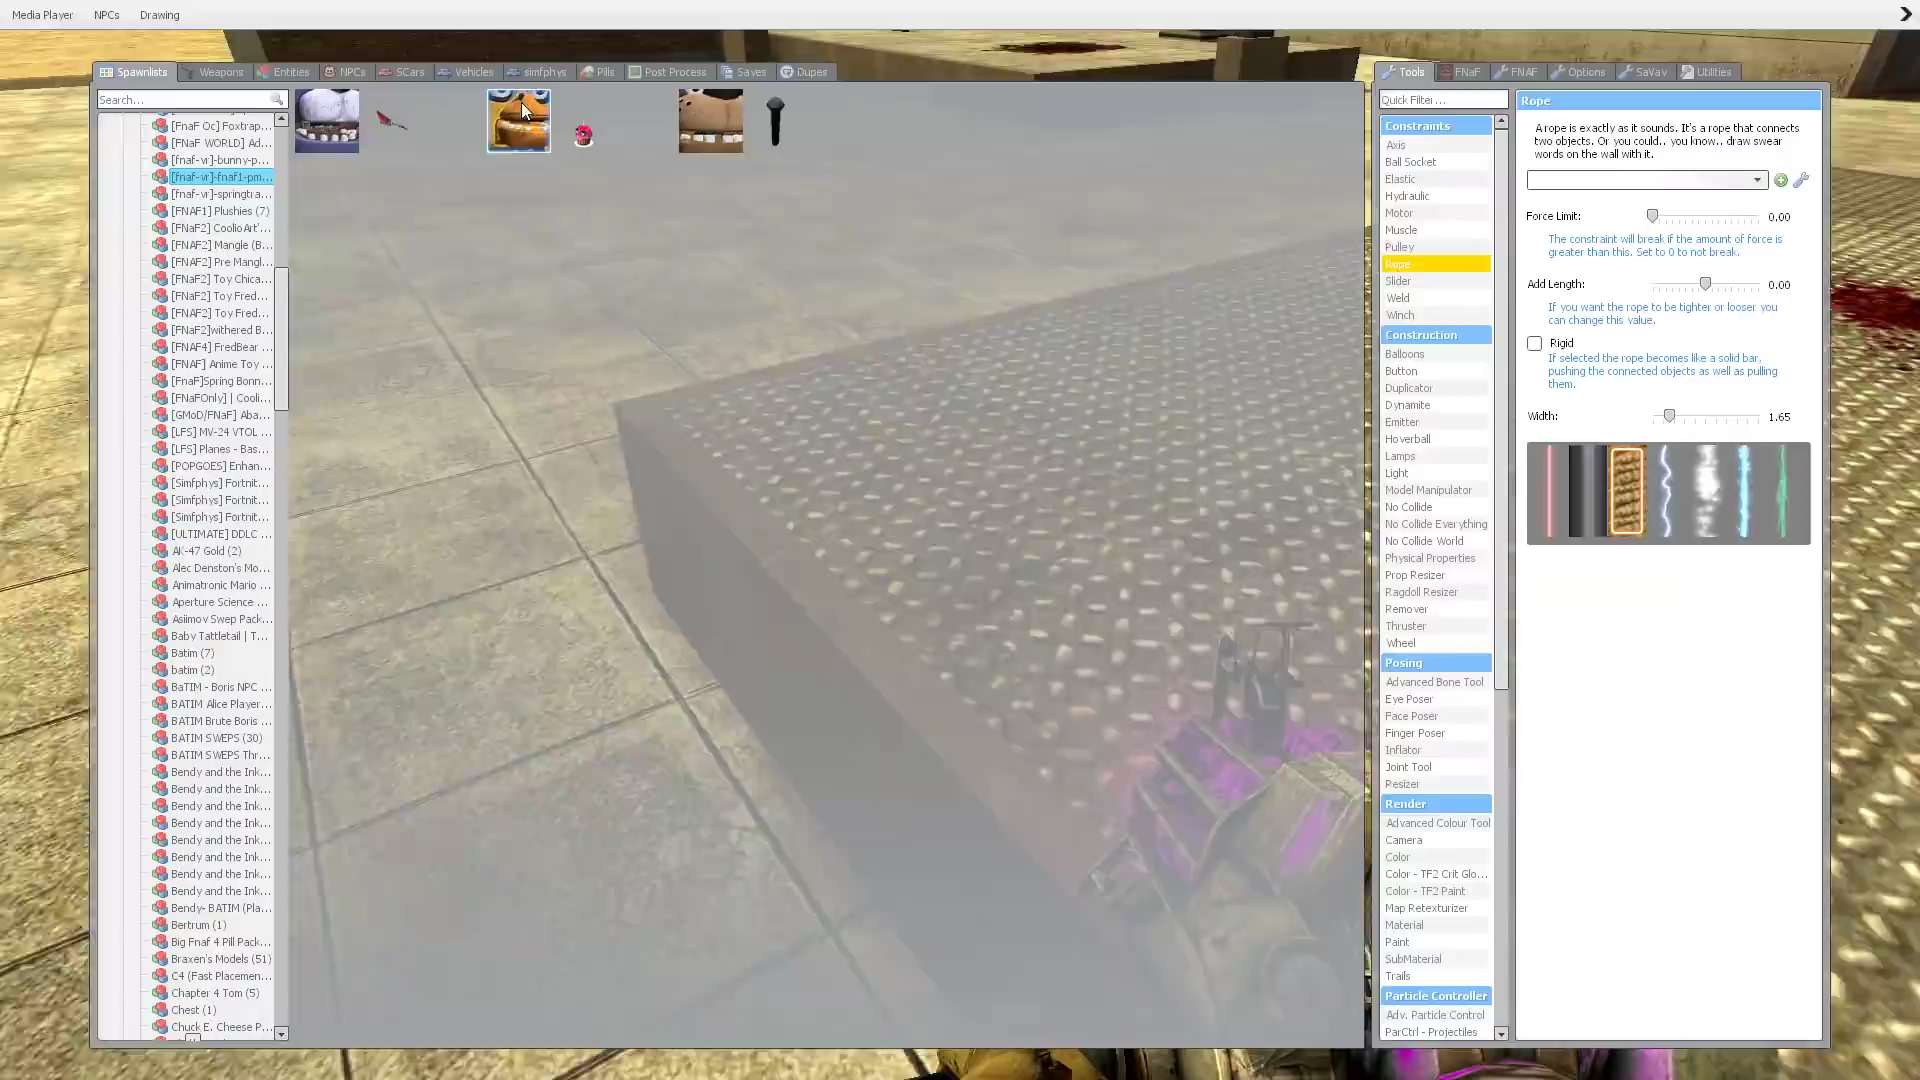 Media Player NPCs Drawing
Spawnlists Weapons Entities NPCs SCars Vehicles simfphys Pills Post Process Saves Dupes
Search...
[FnaF Oc] Foxtrap...
[FNaF WORLD] Ad...
[fnaf-vr]-bunny-p...
[fnaf-vr]-fnaf1-pm...
[fnaf-vr]-springtra...
[FNAF1] Plushies (7)
[FNaF2] CoolioArt'...
[FNAF2] Mangle (B...
[FNAF2] Pre Mangl...
[FNaF2] Toy Chica...
[FNaF2] Toy Fred...
[FNAF2] Toy Fred...
[FNaF2]withered B...
[FNAF4] FredBear ...
[FNAF] Anime Toy ...
[FnaF]Spring Bonn...
[FNaFOnly] | Cooli...
[GMoD/FNaF] Aba...
[LFS] MV-24 VTOL ...
[LFS] Planes - Bas...
[POPGOES] Enhan...
[Simfphys] Fortnit...
[Simfphys] Fortnit...
[Simfphys] Fortnit...
[ULTIMATE] DDLC ...
AK-47 Gold (2)
Alec Denston's Mo...
Animatronic Mario ...
Aperture Science ...
Asiimov Swep Pack...
Baby Tattletail | T...
Batim (7)
batim (2)
BaTIM - Boris NPC ...
BATIM Alice Player...
BATIM Brute Boris ...
BATIM SWEPS (30)
BATIM SWEPS Thr...
Bendy and the Ink...
Bendy and the Ink...
Bendy and the Ink...
Bendy and the Ink...
Bendy and the Ink...
Bendy and the Ink...
Bendy and the Ink...
Bendy and the Ink...
Bendy- BATIM (Pla...
Bertrum (1)
Big Fnaf 4 Pill Pack...
Braxen's Models (51)
C4 (Fast Placemen...
Chapter 4 Tom (5)
Chest (1)
Chuck E. Cheese P...
Tools FNaF FNAF Options SaVav Utilities
Quick Filter ...
Constraints
Axis
Ball Socket
Elastic
Hydraulic
Motor
Muscle
Pulley
Rope
Slider
Weld
Winch
Construction
Balloons
Button
Duplicator
Dynamite
Emitter
Hoverball
Lamps
Light
Model Manipulator
No Collide
No Collide Everything
No Collide World
Physical Properties
Prop Resizer
Ragdoll Resizer
Remover
Thruster
Wheel
Posing
Advanced Bone Tool
Eye Poser
Face Poser
Finger Poser
Inflator
Joint Tool
Resizer
Render
Advanced Colour Tool
Camera
Color
Color - TF2 Crit Glo...
Color - TF2 Paint
Map Retexturizer
Material
Paint
SubMaterial
Trails
Particle Controller
Adv. Particle Control
ParCtrl - Projectiles
Rope
A rope is exactly as it sounds. It's a rope that connects
two objects. Or you could.. you know.. draw swear
words on the wall with it.
Force Limit: 0.00
The constraint will break if the amount of force is
greater than this. Set to 0 to not break.
Add Length: 0.00
If you want the rope to be tighter or looser you
can change this value.
Rigid
If selected the rope becomes like a solid bar,
pushing the connected objects as well as pulling
them.
Width: 1.65